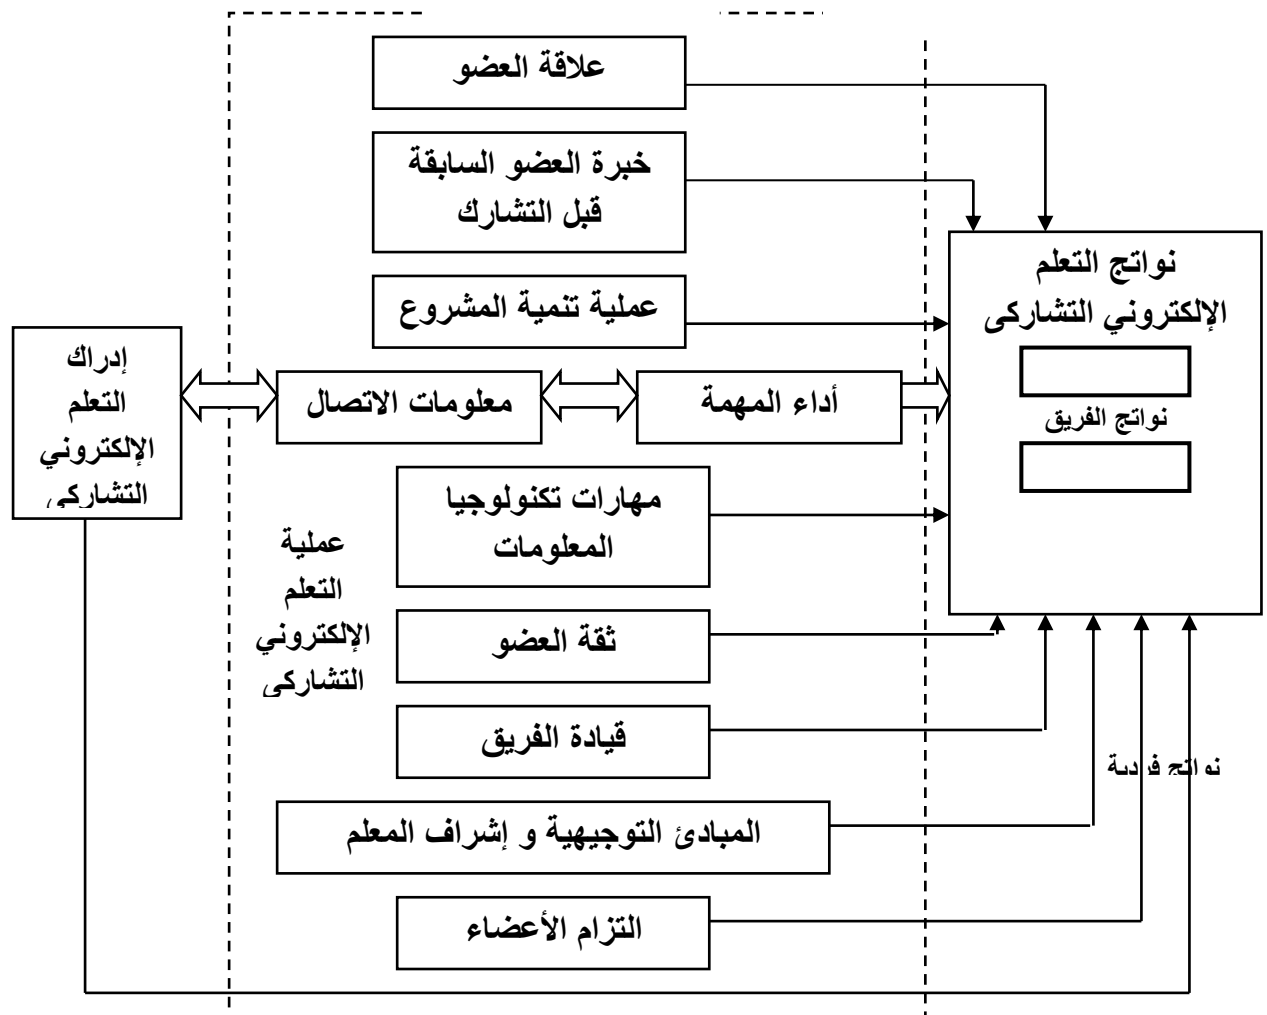 علاقة العضو
خبرة العضو السابقة
قبل التشارك
عملية تنمية المشروع
نواتج التعلم
الإلكتروني التشاركى
نواتج الفريق
إدراك
التعلم
الإلكتروني
التشاركى
معلومات الاتصال
أداء المهمة
مهارات تكنولوجيا
المعلومات
عملية
التعلم
الإلكتروني
التشاركى
ثقة العضو
قيادة الفريق
نواتج فردية
المبادئ التوجيهية و إشراف المعلم
التزام الأعضاء